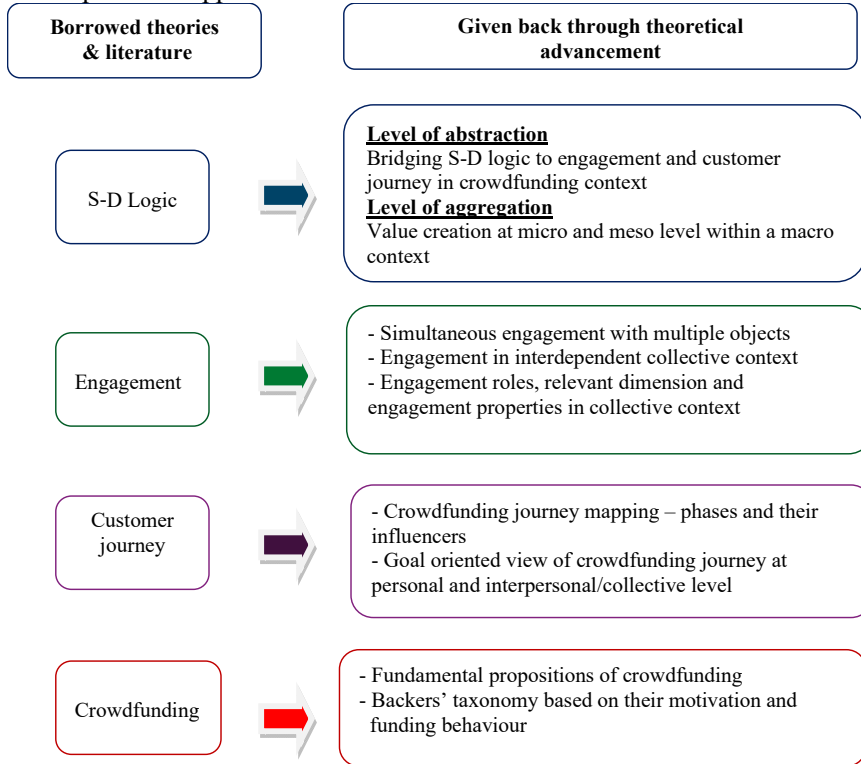 Borrowed theories
& literature
Given back through theoretical
advancement
S-D Logic
Level of abstraction
Bridging S-D logic to engagement and customer
journey in crowdfunding context
Level of aggregation
Value creation at micro and meso level within a macro
context
Engagement
- Simultaneous engagement with multiple objects
- Engagement in interdependent collective context
- Engagement roles, relevant dimension and
engagement properties in collective context
Customer
journey
- Crowdfunding journey mapping – phases and their
influencers
- Goal oriented view of crowdfunding journey at
personal and interpersonal/collective level
Crowdfunding
- Fundamental propositions of crowdfunding
- Backers' taxonomy based on their motivation and
funding behaviour